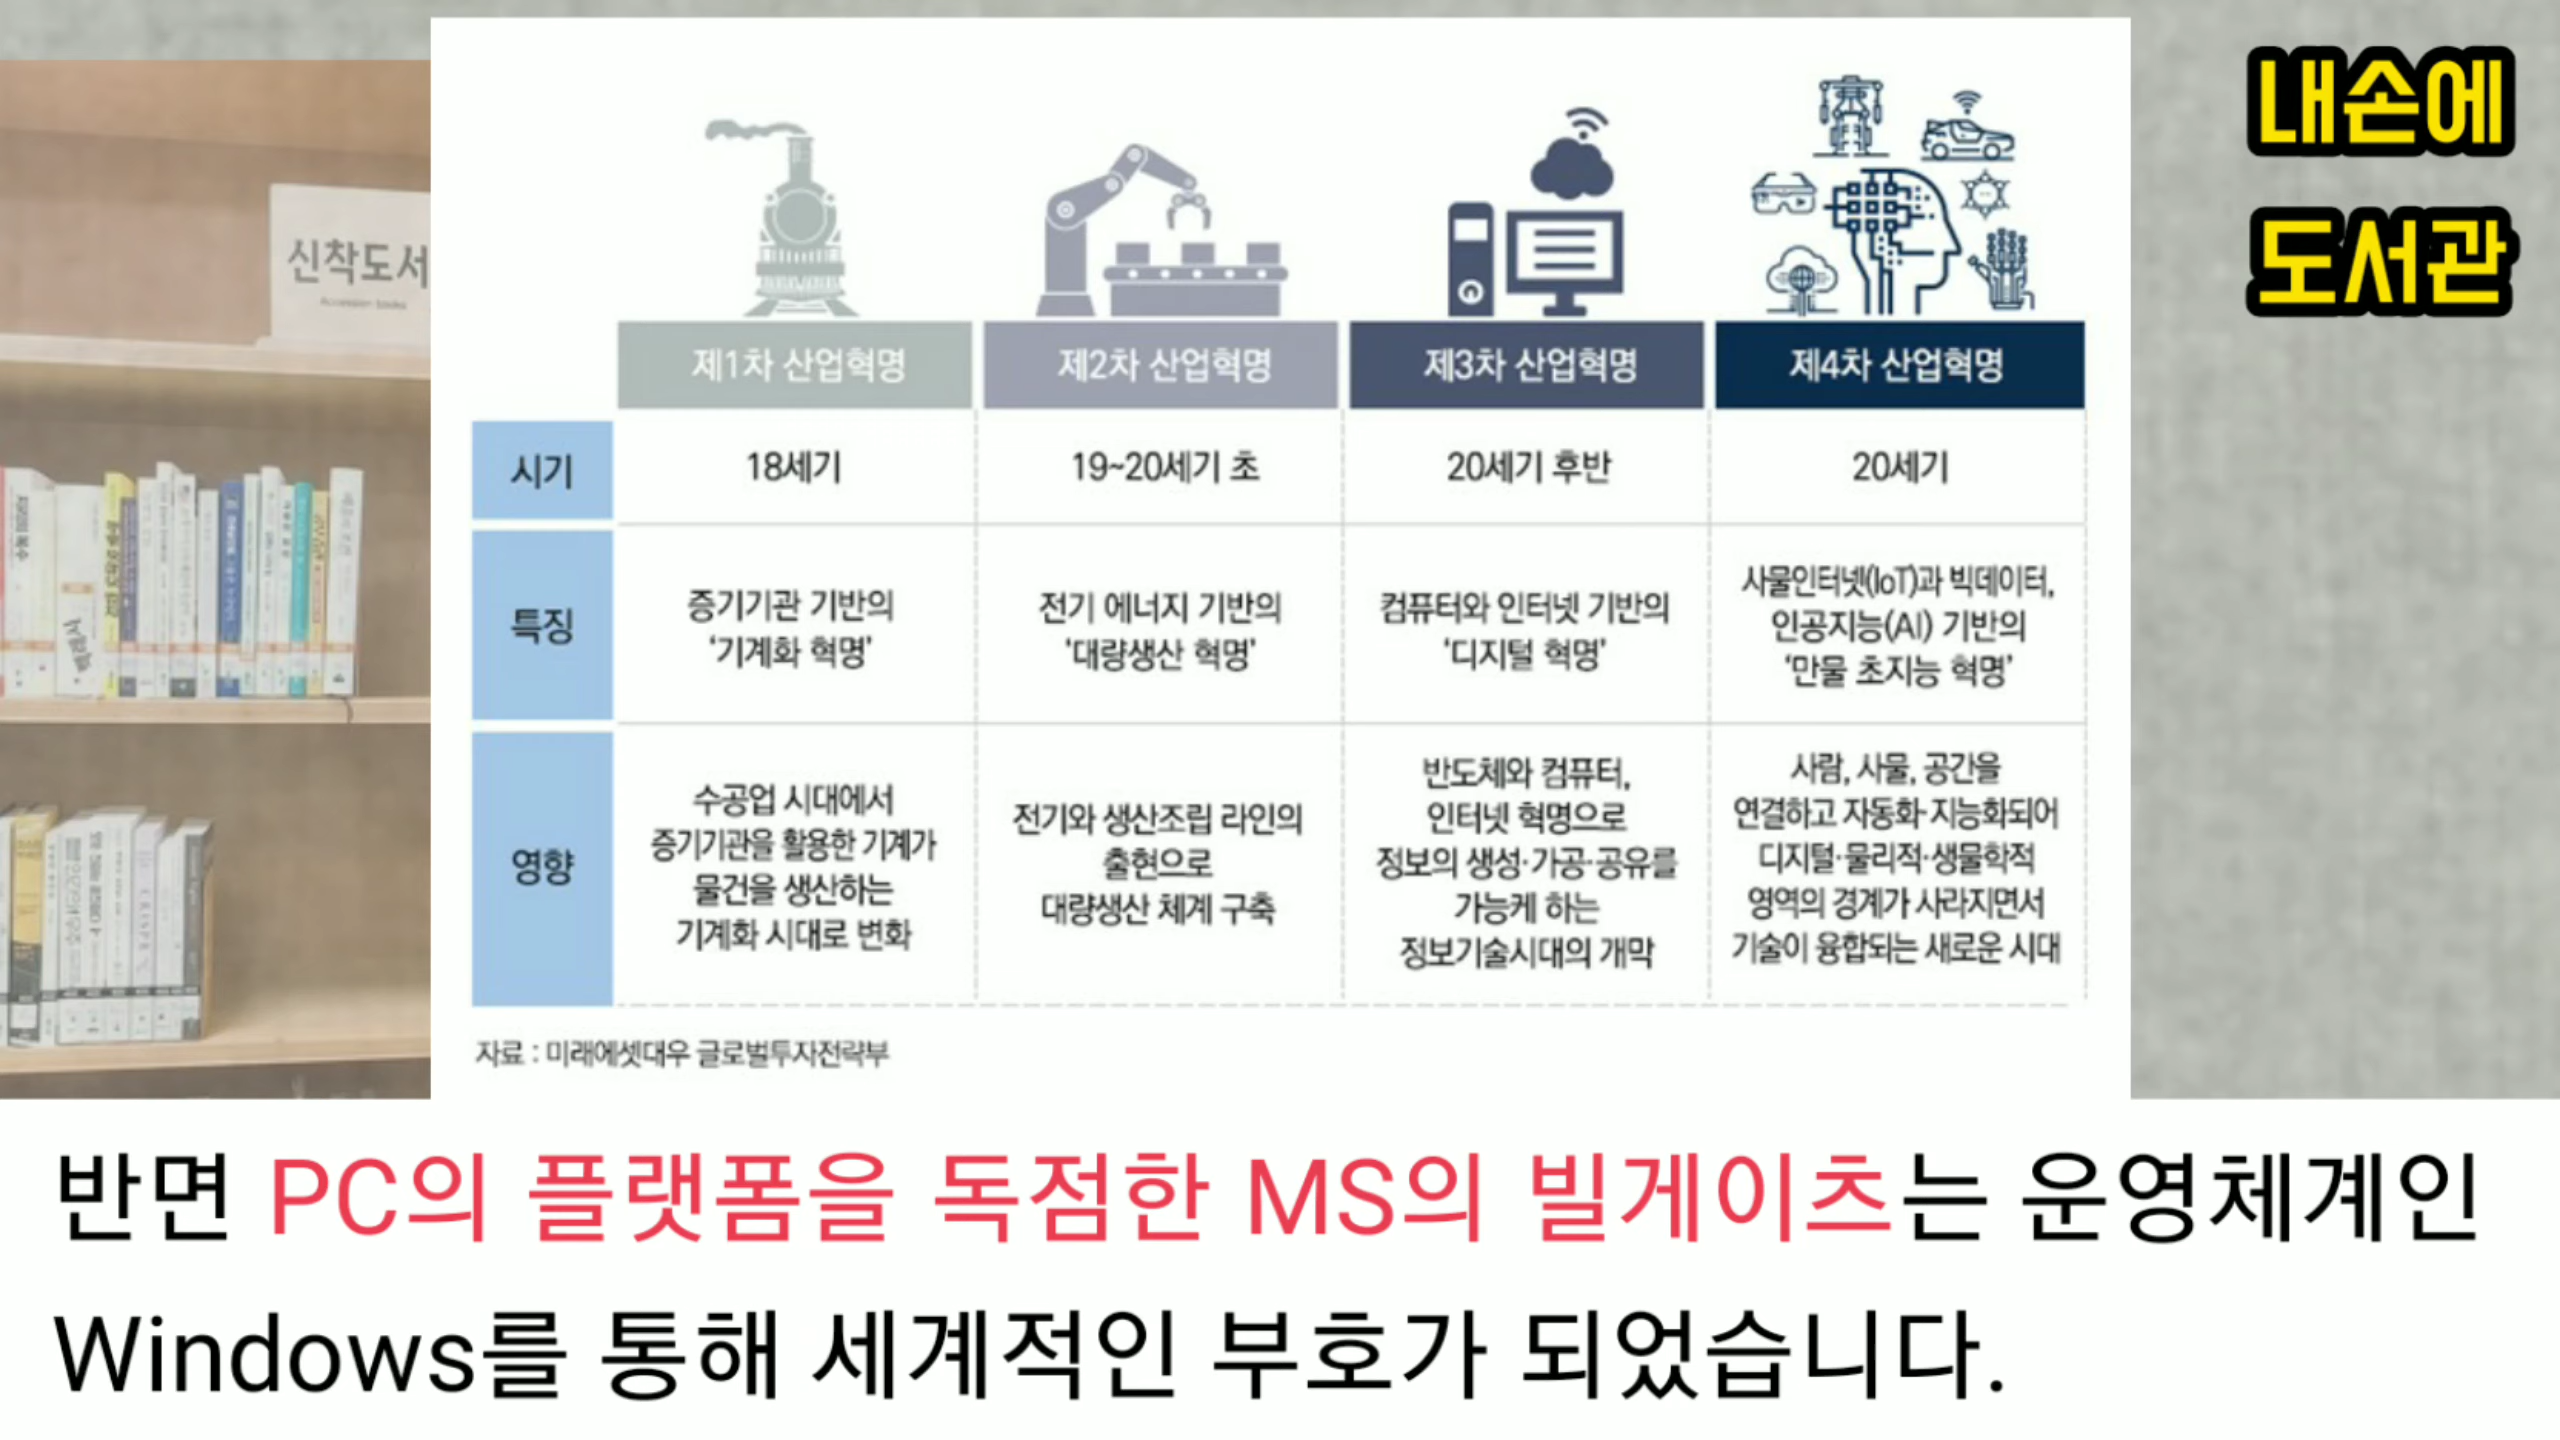 내손에
도서관
신착도서
제1차 산업혁명
제2차 산업혁명
제3차 산업혁명
제4차 산업혁명
시기
18세기
19~20세기 초
20세기 후반
20세기
특징
증기기관 기반의
‘기계화 혁명’
전기 에너지 기반의
‘대량생산 혁명’
컴퓨터와 인터넷 기반의
‘디지털 혁명’
사물인터넷(IoT)과 빅데이터,
인공지능(AI) 기반의
‘만물 초지능 혁명’
영향
수공업 시대에서
증기기관을 활용한 기계가
물건을 생산하는
기계화 시대로 변화
전기와 생산조립 라인의
출현으로
대량생산 체계 구축
반도체와 컴퓨터,
인터넷 혁명으로
정보의 생성·가공·공유를
가능케 하는
정보기술시대의 개막
사람, 사물, 공간을
연결하고 자동화·지능화되어
디지털·물리적·생물학적
영역의 경계가 사라지면서
기술이 융합되는 새로운 시대
자료 : 미래에셋대우 글로벌투자전략부
반면 PC의 플랫폼을 독점한 MS의 빌게이츠는 운영체계인
Windows를 통해 세계적인 부호가 되었습니다.